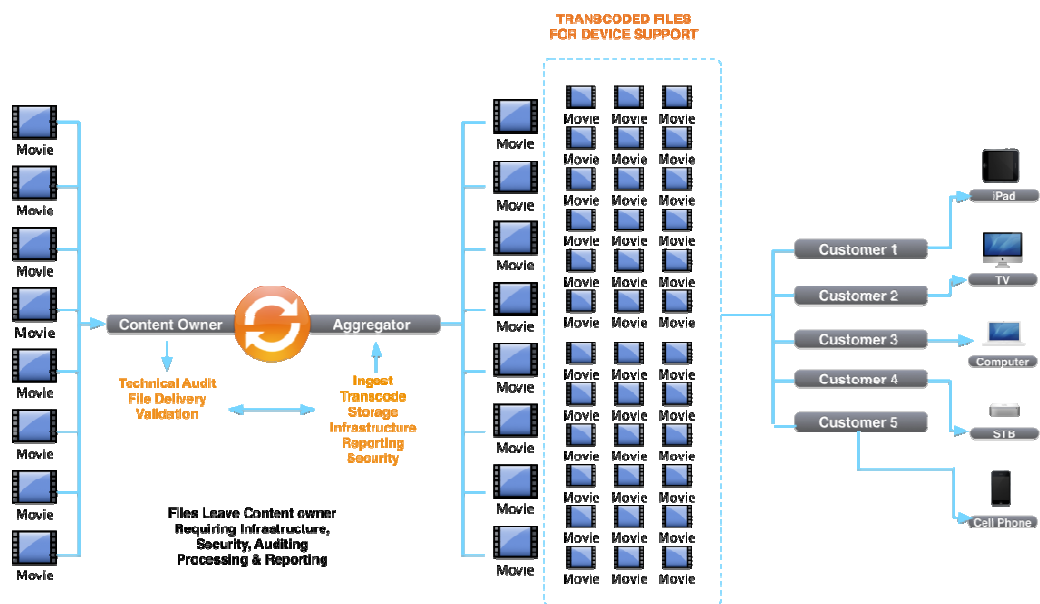 TRANSCODED FILES
FOR DEVICE SUPPORT
Movie
Movie
Movie
Movie
Movie
Movie
Movie
Movie
Content Owner
Aggregator
Technical Audit
File Delivery
Validation
Ingest
Transcode
Storage
Infrastructure
Reporting
Security
Files Leave Content owner
Requiring Infrastructure,
Security, Auditing
Processing & Reporting
Movie
Movie
Movie
Movie
Movie
Movie
Movie
Movie
Movie Movie Movie
Movie Movie Movie
Movie Movie Movie
Movie Movie Movie
Movie Movie Movie
Movie Movie Movie
Movie Movie Movie
Movie Movie Movie
Movie Movie Movie
Movie Movie Movie
Movie Movie Movie
Movie Movie Movie
Customer 1
Customer 2
Customer 3
Customer 4
Customer 5
iPad
TV
Computer
STB
Cell Phone